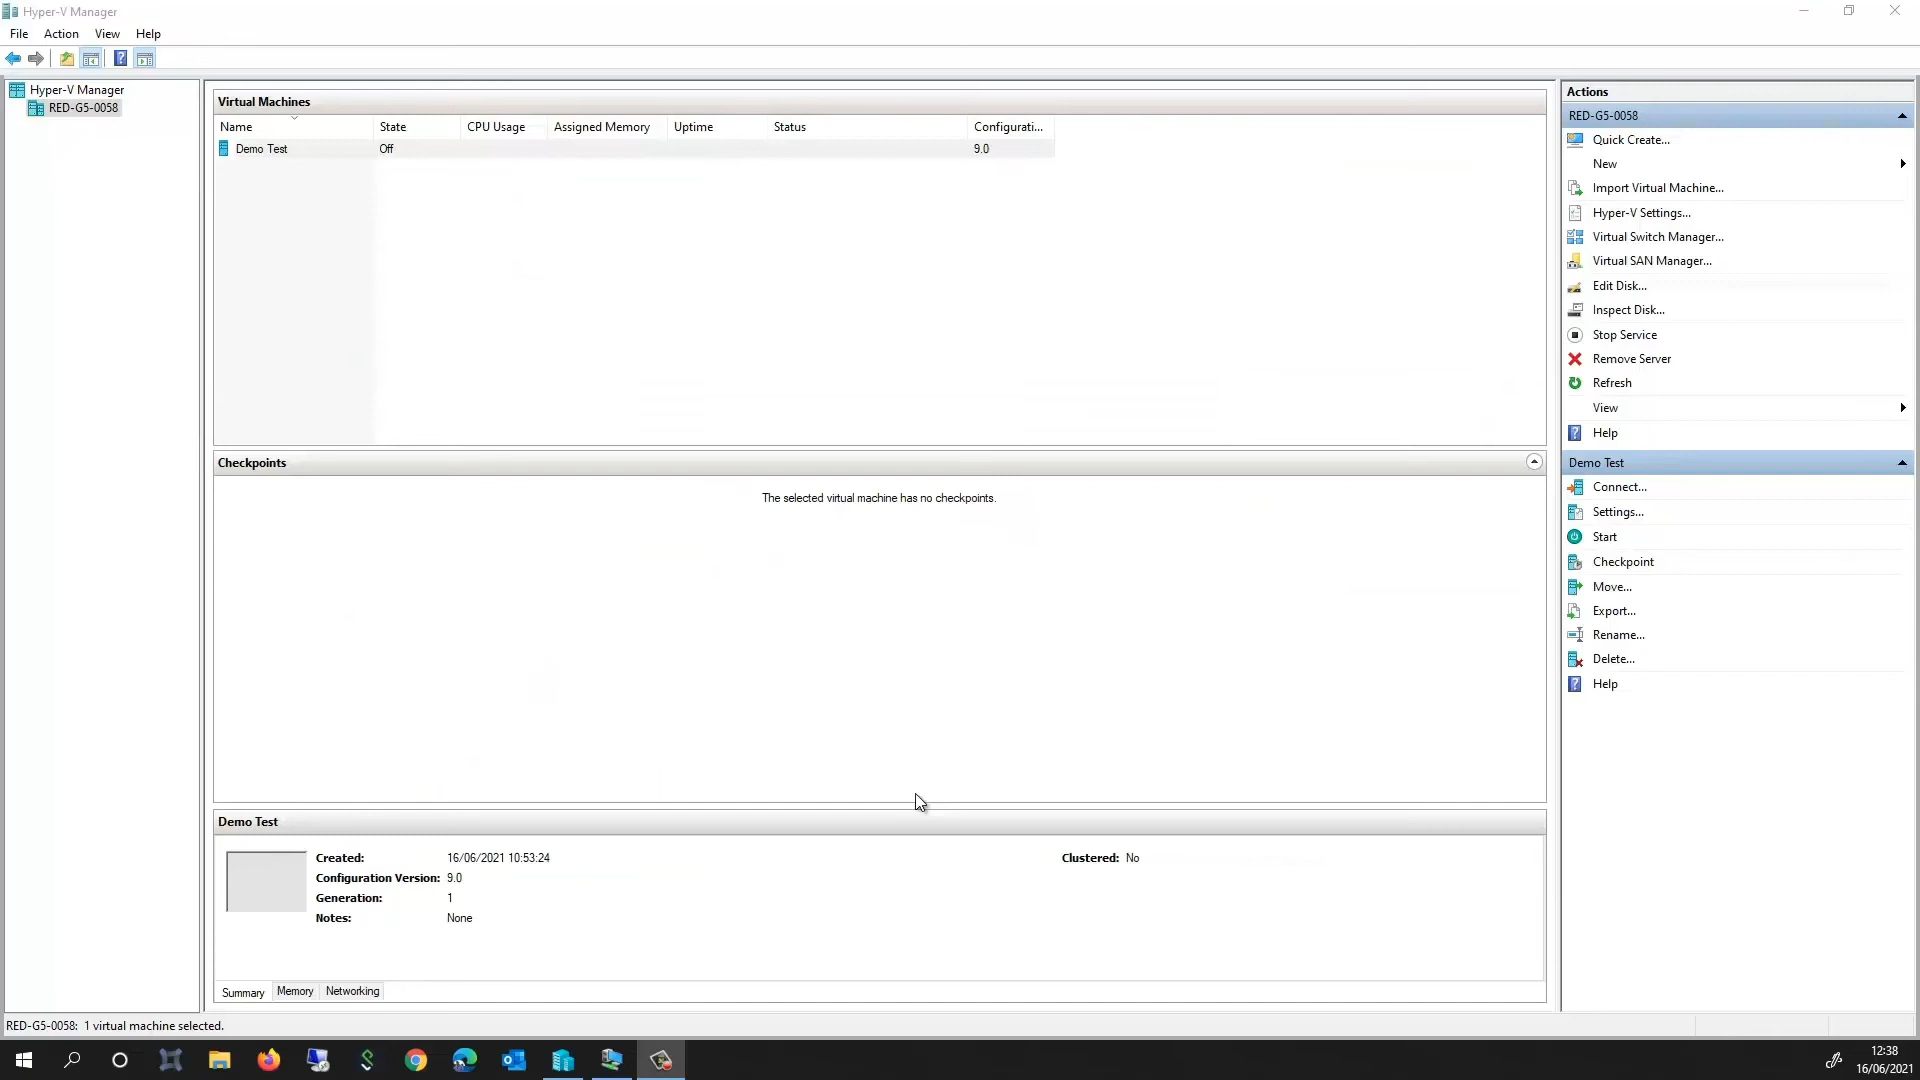 Hyper-V Manager
File Action View Help
Hyper-V Manager
RED-G5-0058
Virtual Machines
Name State CPU Usage Assigned Memory Uptime Status Configurati...
Demo Test Off 9.0
Checkpoints
The selected virtual machine has no checkpoints.
Demo Test
Created: 16/06/2021 10:53:24 Clustered: No
Configuration Version: 9.0
Generation: 1
Notes: None
Summary Memory Networking
Actions
RED-G5-0058
Quick Create...
New
Import Virtual Machine...
Hyper-V Settings...
Virtual Switch Manager...
Virtual SAN Manager...
Edit Disk...
Inspect Disk...
Stop Service
Remove Server
Refresh
View
Help
Demo Test
Connect...
Settings...
Start
Checkpoint
Move...
Export...
Rename...
Delete...
Help
RED-G5-0058: 1 virtual machine selected.
12:38
16/06/2021